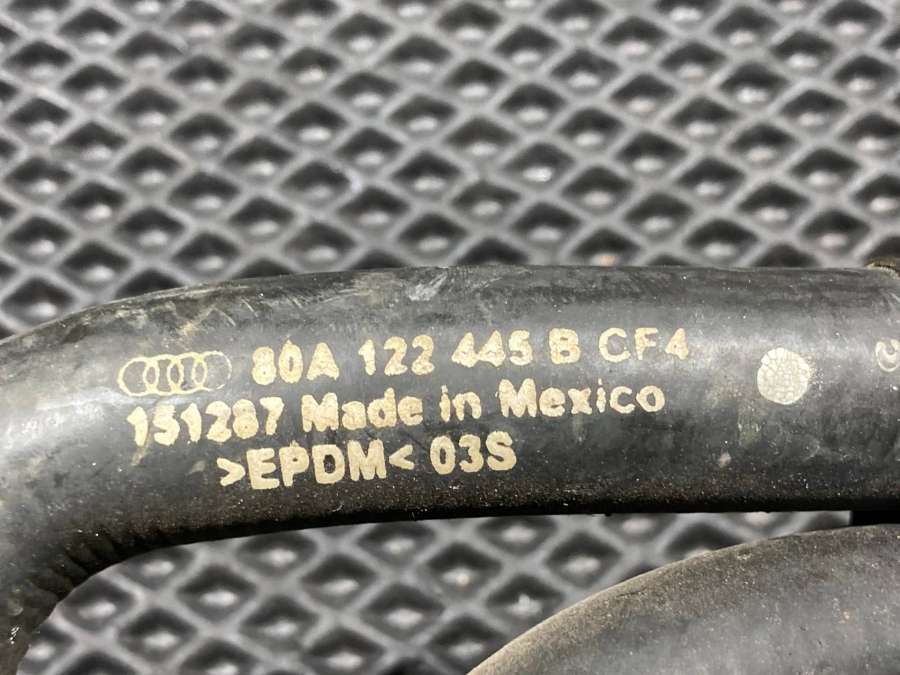 80A 122 445 B CF4
151287 Made in Mexico
>EPDM< 03S